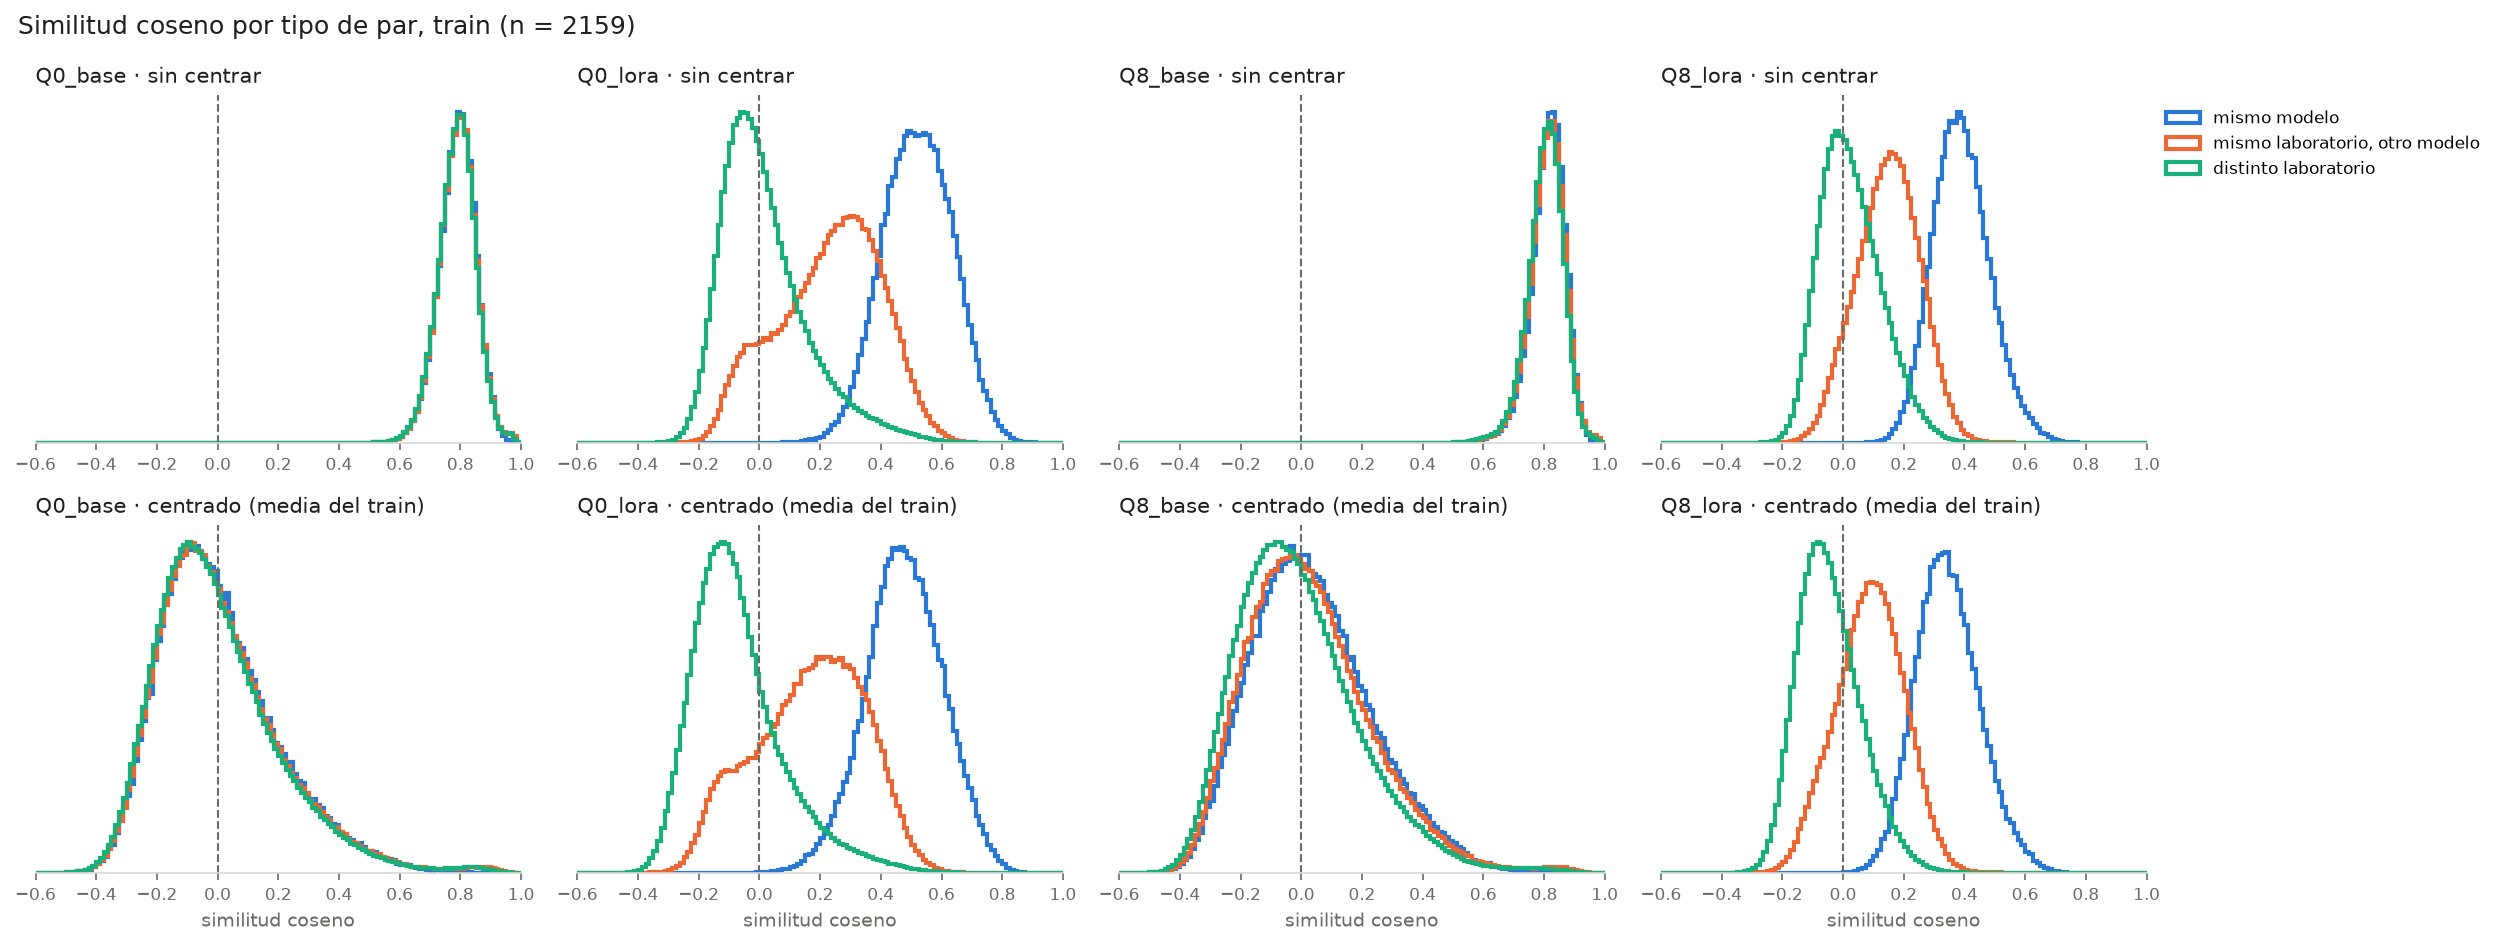 Similitud coseno por tipo de par, train (n = 2159)
Q0_base · sin centrar
Q0_lora · sin centrar
Q8_base · sin centrar
Q8_lora · sin centrar
mismo modelo
mismo laboratorio, otro modelo
distinto laboratorio
−0.6 −0.4 −0.2 0.0 0.2 0.4 0.6 0.8 1.0
−0.6 −0.4 −0.2 0.0 0.2 0.4 0.6 0.8 1.0
−0.6 −0.4 −0.2 0.0 0.2 0.4 0.6 0.8 1.0
−0.6 −0.4 −0.2 0.0 0.2 0.4 0.6 0.8 1.0
Q0_base · centrado (media del train)
Q0_lora · centrado (media del train)
Q8_base · centrado (media del train)
Q8_lora · centrado (media del train)
−0.6 −0.4 −0.2 0.0 0.2 0.4 0.6 0.8 1.0
−0.6 −0.4 −0.2 0.0 0.2 0.4 0.6 0.8 1.0
−0.6 −0.4 −0.2 0.0 0.2 0.4 0.6 0.8 1.0
−0.6 −0.4 −0.2 0.0 0.2 0.4 0.6 0.8 1.0
similitud coseno
similitud coseno
similitud coseno
similitud coseno